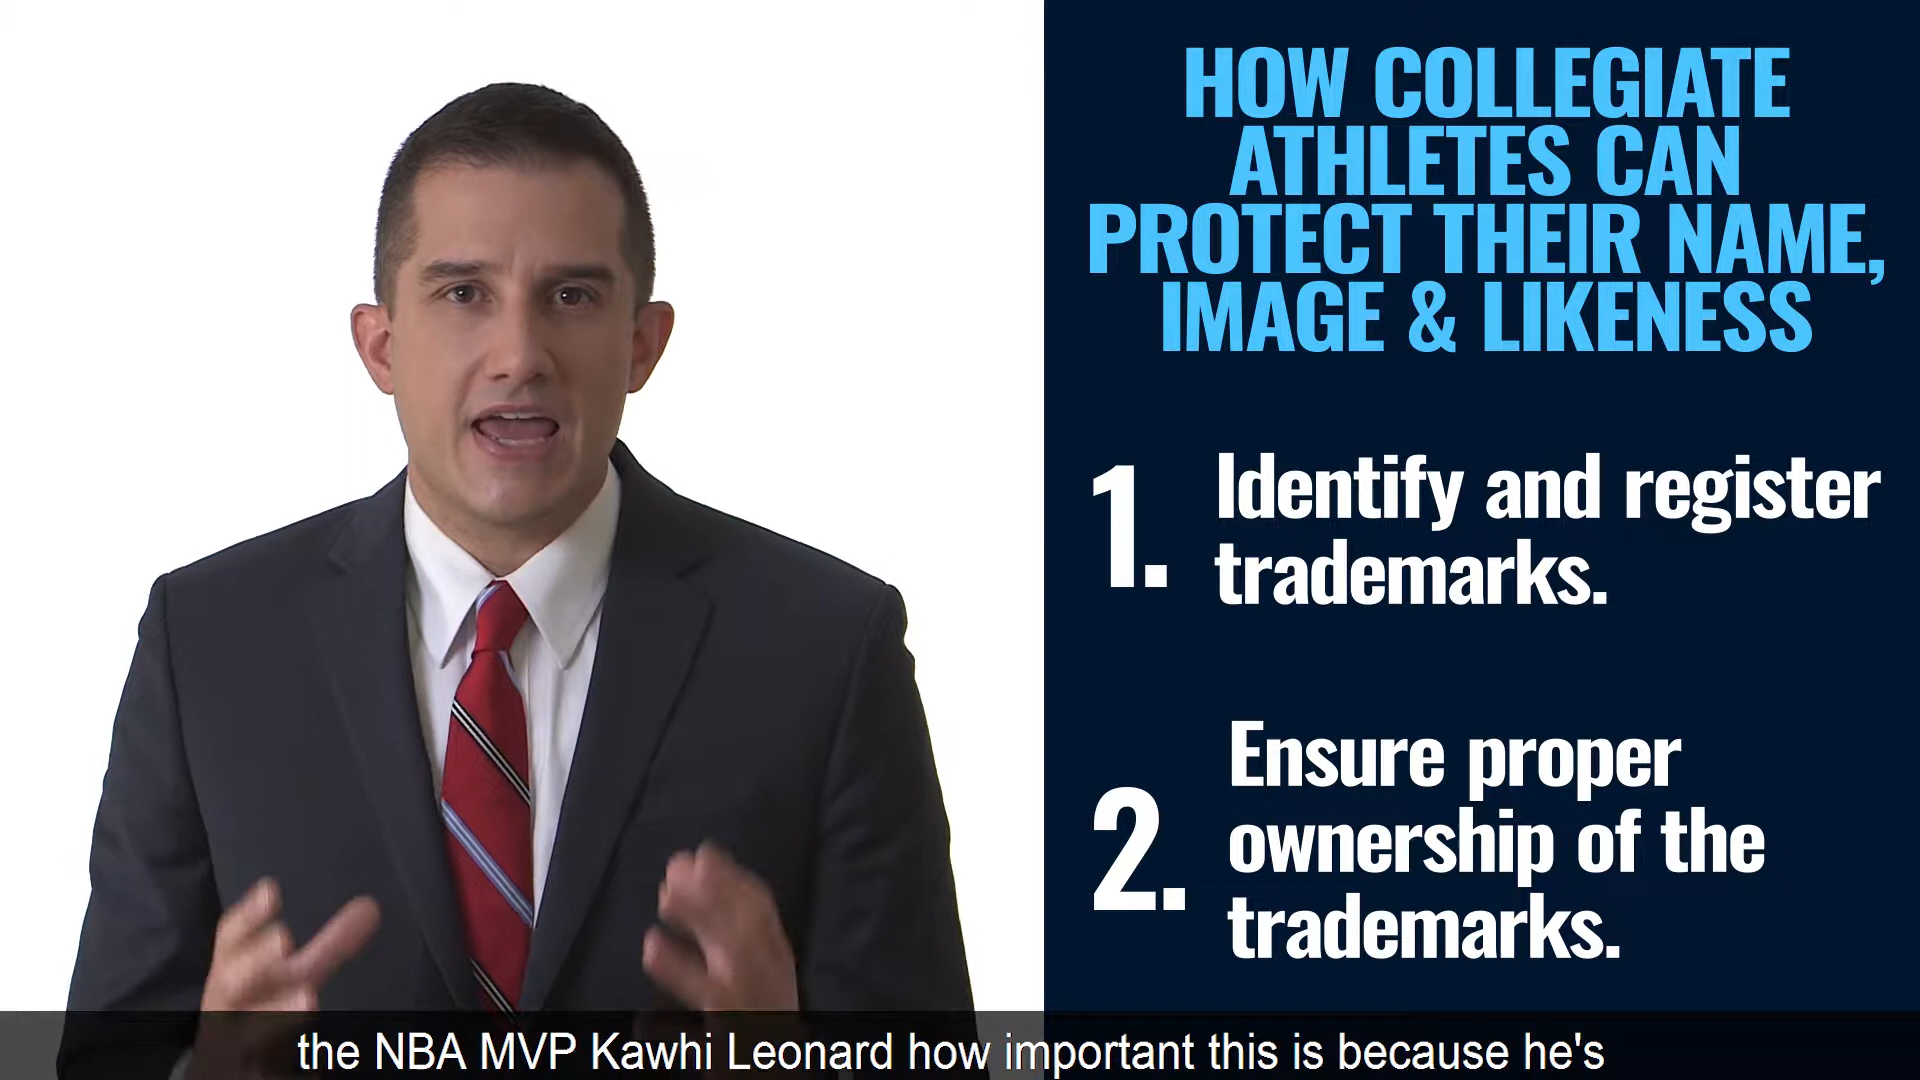 HOW COLLEGIATE
ATHLETES CAN
PROTECT THEIR NAME,
IMAGE & LIKENESS
1. Identify and register
trademarks.
2. Ensure proper
ownership of the
trademarks.
the NBA MVP Kawhi Leonard how important this is because he's